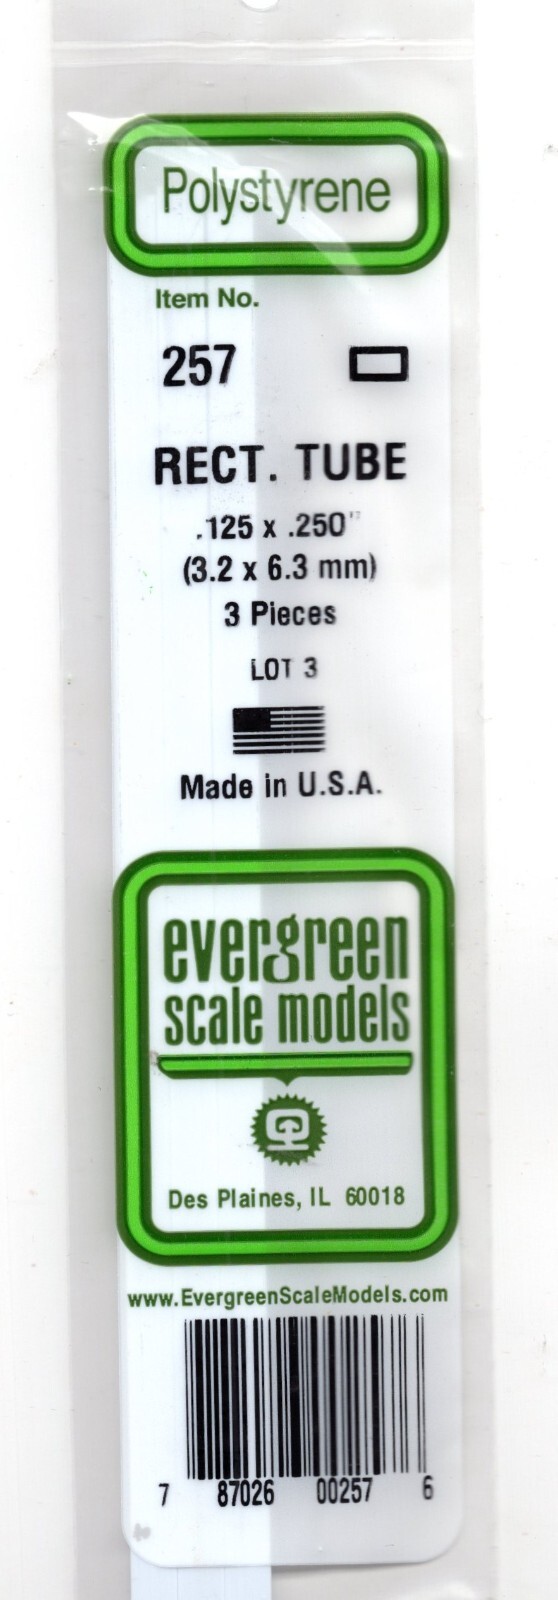 Polystyrene
Item No.
257
RECT. TUBE
.125 x .250"
(3.2 x 6.3 mm)
3 Pieces
LOT 3
Made in U.S.A.
evergreen
scale models
Des Plaines, IL 60018
www.EvergreenScaleModels.com
7 87026 00257 6